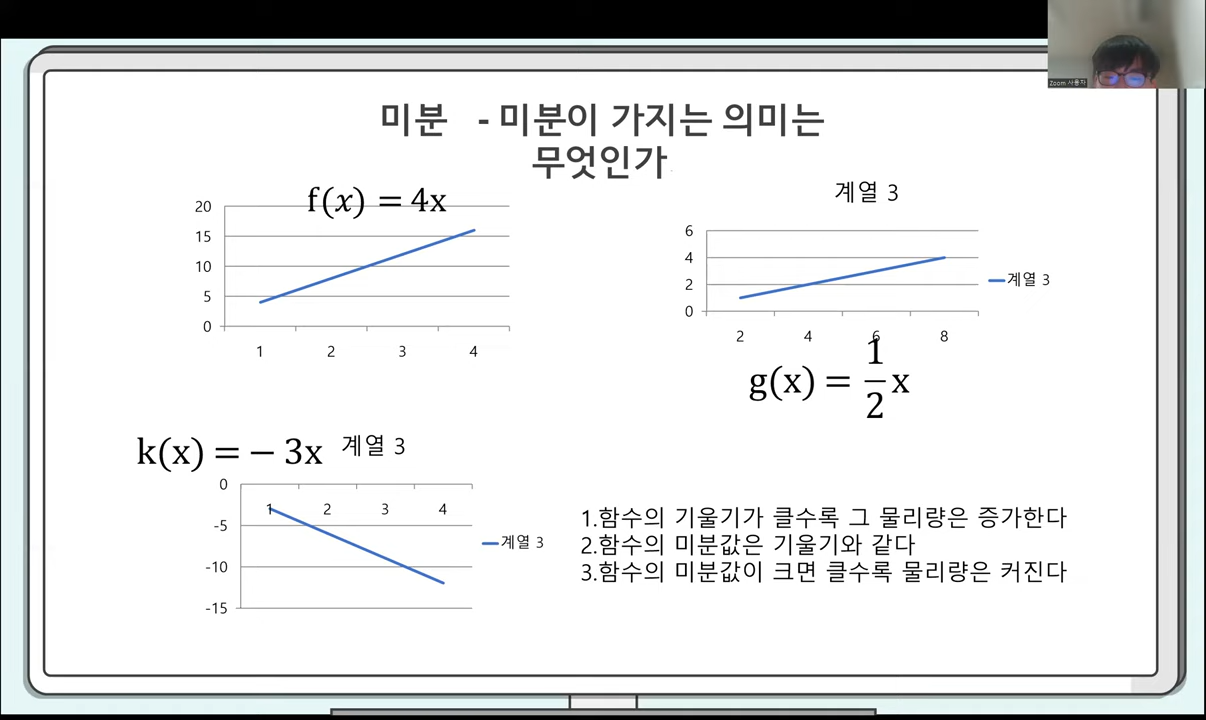 Zoom 사용자
미분 - 미분이 가지는 의미는
무엇인가
f(x) = 4x
20
15
10
5
0
1 2 3 4
계열 3
6
4
2
0
2 4 6 8
계열 3
g(x) = 1/2 x
k(x) = − 3x
계열 3
0
-5
-10
-15
1 2 3 4
계열 3
1.함수의 기울기가 클수록 그 물리량은 증가한다
2.함수의 미분값은 기울기와 같다
3.함수의 미분값이 크면 클수록 물리량은 커진다